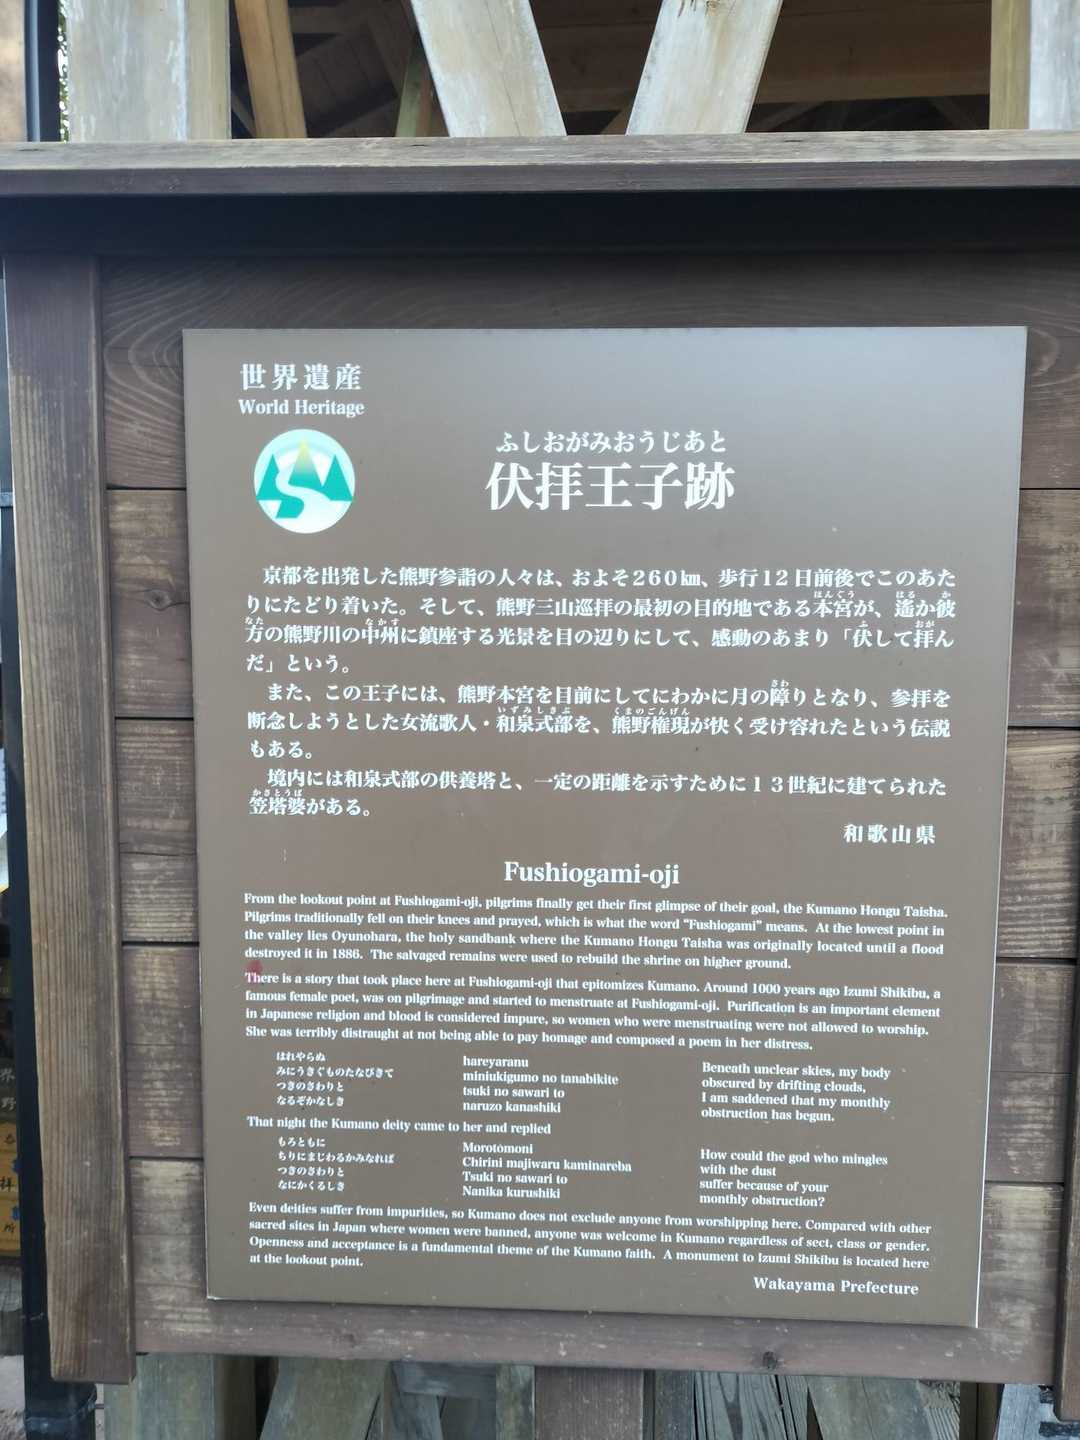 世界遺産
World Heritage
ふしおがみおうじあと
伏拝王子跡
京都を出発した熊野参詣の人々は、およそ260㎞、歩行12日前後でこのあた
りにたどり着いた。そして、熊野三山巡拝の最初の目的地である本宮が、遙か彼
方の熊野川の中州に鎮座する光景を目の辺りにして、感動のあまり「伏して拝ん
だ」という。
また、この王子には、熊野本宮を目前にしてにわかに月の障りとなり、参拝を
断念しようとした女流歌人・和泉式部を、熊野権現が快く受け容れたという伝説
もある。
境内には和泉式部の供養塔と、一定の距離を示すために13世紀に建てられた
笠塔婆がある。
和歌山県
Fushiogami-oji
From the lookout point at Fushiogami-oji, pilgrims finally get their first glimpse of their goal, the Kumano Hongu Taisha.
Pilgrims traditionally fell on their knees and prayed, which is what the word "Fushiogami" means. At the lowest point in
the valley lies Oyunohara, the holy sandbank where the Kumano Hongu Taisha was originally located until a flood
destroyed it in 1886. The salvaged remains were used to rebuild the shrine on higher ground.
There is a story that took place here at Fushiogami-oji that epitomizes Kumano. Around 1000 years ago Izumi Shikibu, a
famous female poet, was on pilgrimage and started to menstruate at Fushiogami-oji. Purification is an important element
in Japanese religion and blood is considered impure, so women who were menstruating were not allowed to worship.
She was terribly distraught at not being able to pay homage and composed a poem in her distress.
はれやらぬ
みにうきぐものたなびきて
つきのさわりと
なるぞかなしき
hareyaranu
miniukigumo no tanabikite
tsuki no sawari to
naruzo kanashiki
Beneath unclear skies, my body
obscured by drifting clouds,
I am saddened that my monthly
obstruction has begun.
That night the Kumano deity came to her and replied
もろともに
ちりにまじわるかみなれば
つきのさわりと
なにかくるしき
Morotomoni
Chirini majiwaru kaminareba
Tsuki no sawari to
Nanika kurushiki
How could the god who mingles
with the dust
suffer because of your
monthly obstruction?
Even deities suffer from impurities, so Kumano does not exclude anyone from worshipping here. Compared with other
sacred sites in Japan where women were banned, anyone was welcome in Kumano regardless of sect, class or gender.
Openness and acceptance is a fundamental theme of the Kumano faith. A monument to Izumi Shikibu is located here
at the lookout point.
Wakayama Prefecture